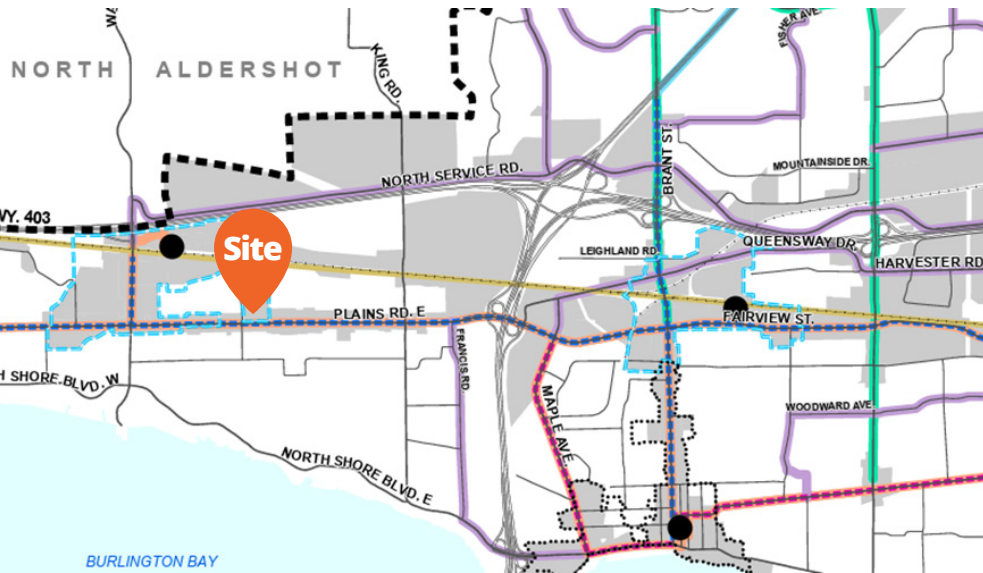 WA
FISHER AVE.
NORTH ALDERSHOT
KING RD.
BRANT ST.
MOUNTAINSIDE DR.
NORTH SERVICE RD.
WY. 403
Site
LEIGHLAND RD.
QUEENSWAY DR.
HARVESTER RD
PLAINS RD. E
FAIRVIEW ST.
FRANCIS RD.
H SHORE BLVD. W
MAPLE AVE.
WOODWARD AVE.
NORTH SHORE BLVD. E
BURLINGTON BAY